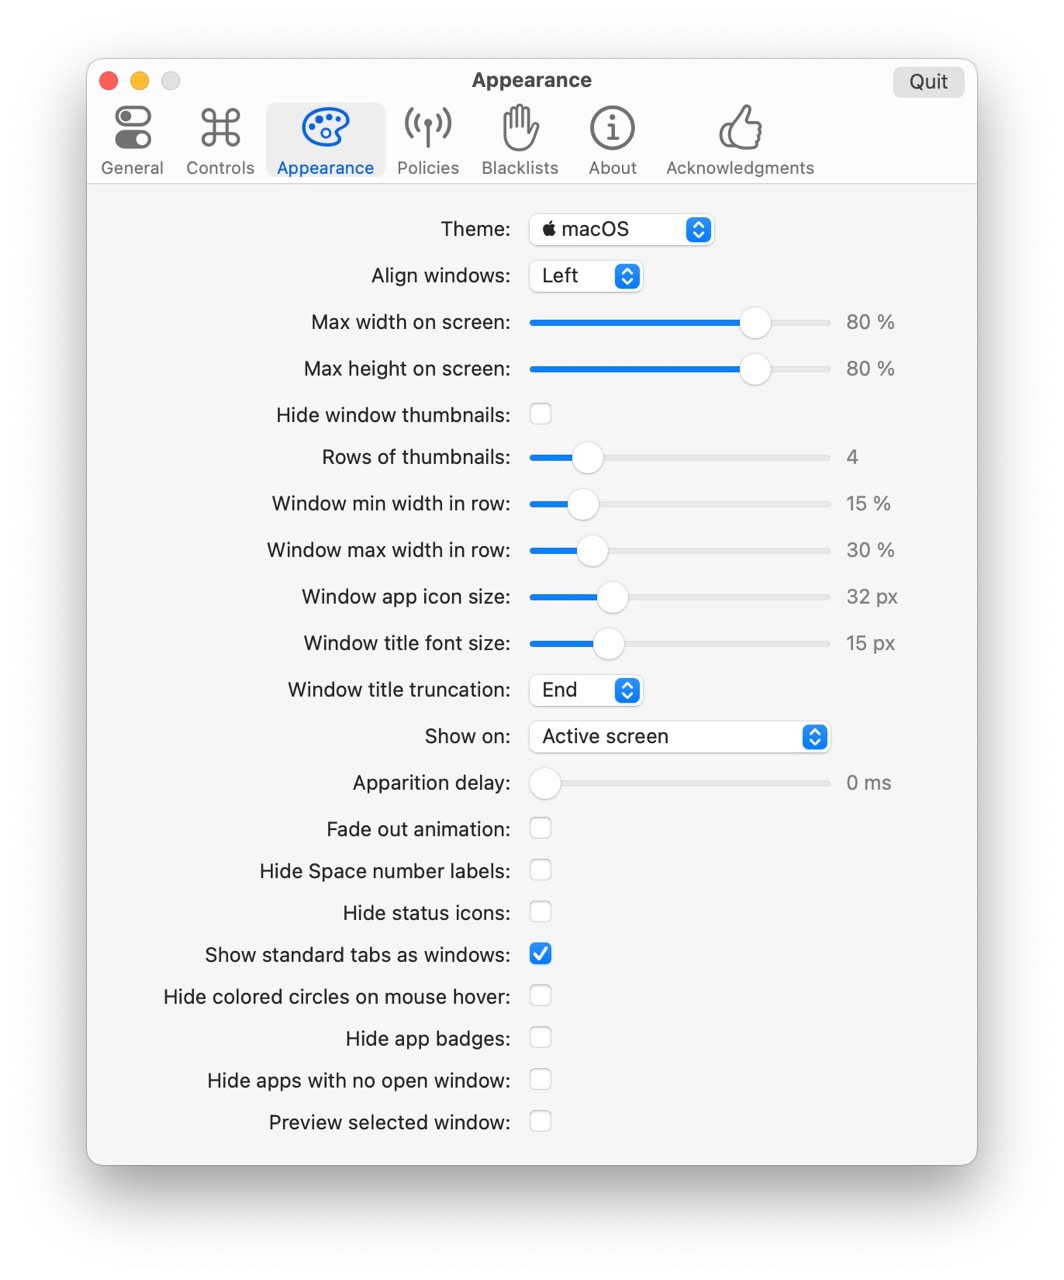 Appearance
Quit
General Controls Appearance Policies Blacklists About Acknowledgments
Theme: macOS
Align windows: Left
Max width on screen: 80 %
Max height on screen: 80 %
Hide window thumbnails:
Rows of thumbnails: 4
Window min width in row: 15 %
Window max width in row: 30 %
Window app icon size: 32 px
Window title font size: 15 px
Window title truncation: End
Show on: Active screen
Apparition delay: 0 ms
Fade out animation:
Hide Space number labels:
Hide status icons:
Show standard tabs as windows:
Hide colored circles on mouse hover:
Hide app badges:
Hide apps with no open window:
Preview selected window: